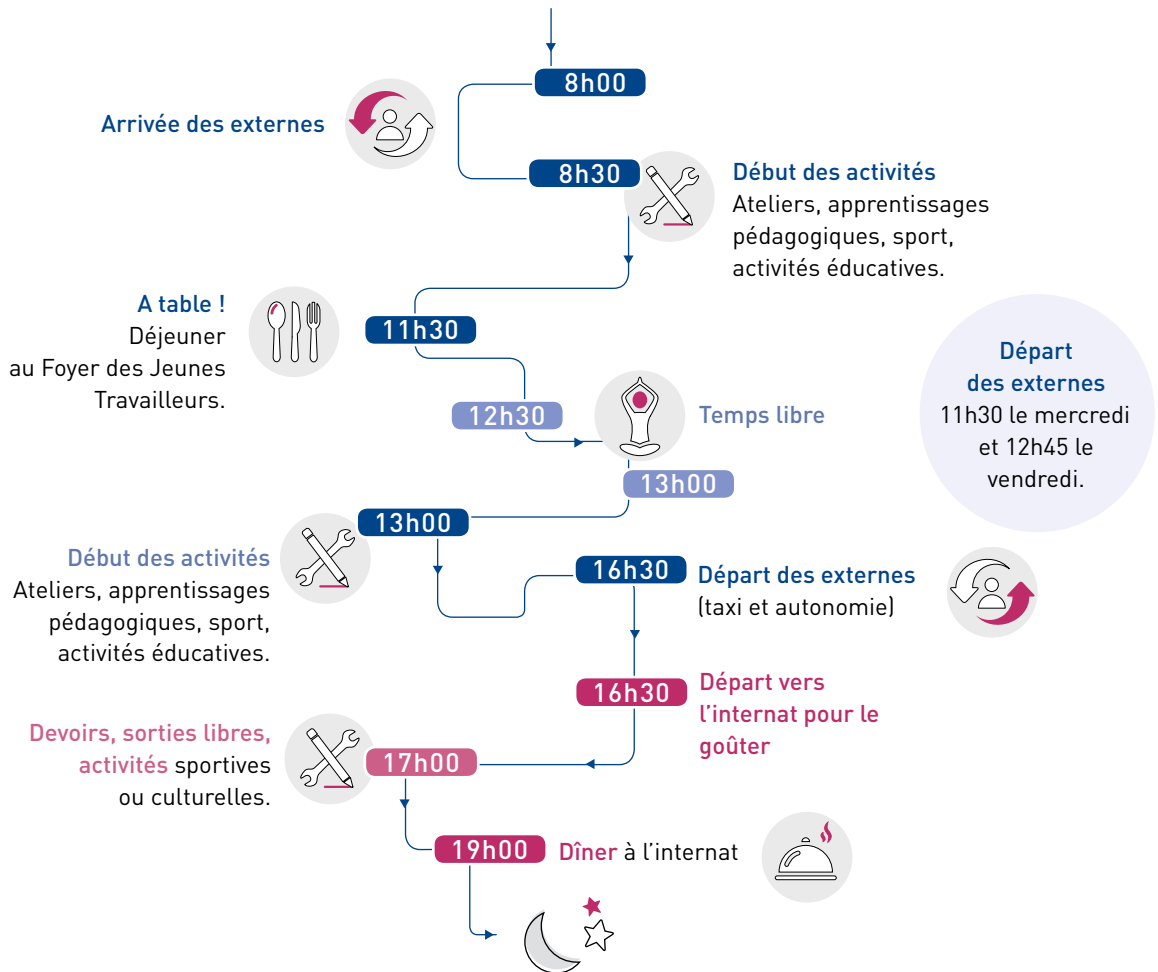 8h00
Arrivée des externes
8h30
Début des activités
Ateliers, apprentissages
pédagogiques, sport,
activités éducatives.
A table !
Déjeuner
au Foyer des Jeunes
Travailleurs.
11h30
Départ
des externes
11h30 le mercredi
et 12h45 le
vendredi.
12h30
Temps libre
13h00
13h00
Début des activités
Ateliers, apprentissages
pédagogiques, sport,
activités éducatives.
16h30
Départ des externes
(taxi et autonomie)
16h30
Départ vers
l’internat pour le
goûter
Devoirs, sorties libres,
activités sportives
ou culturelles.
17h00
19h00
Dîner à l’internat